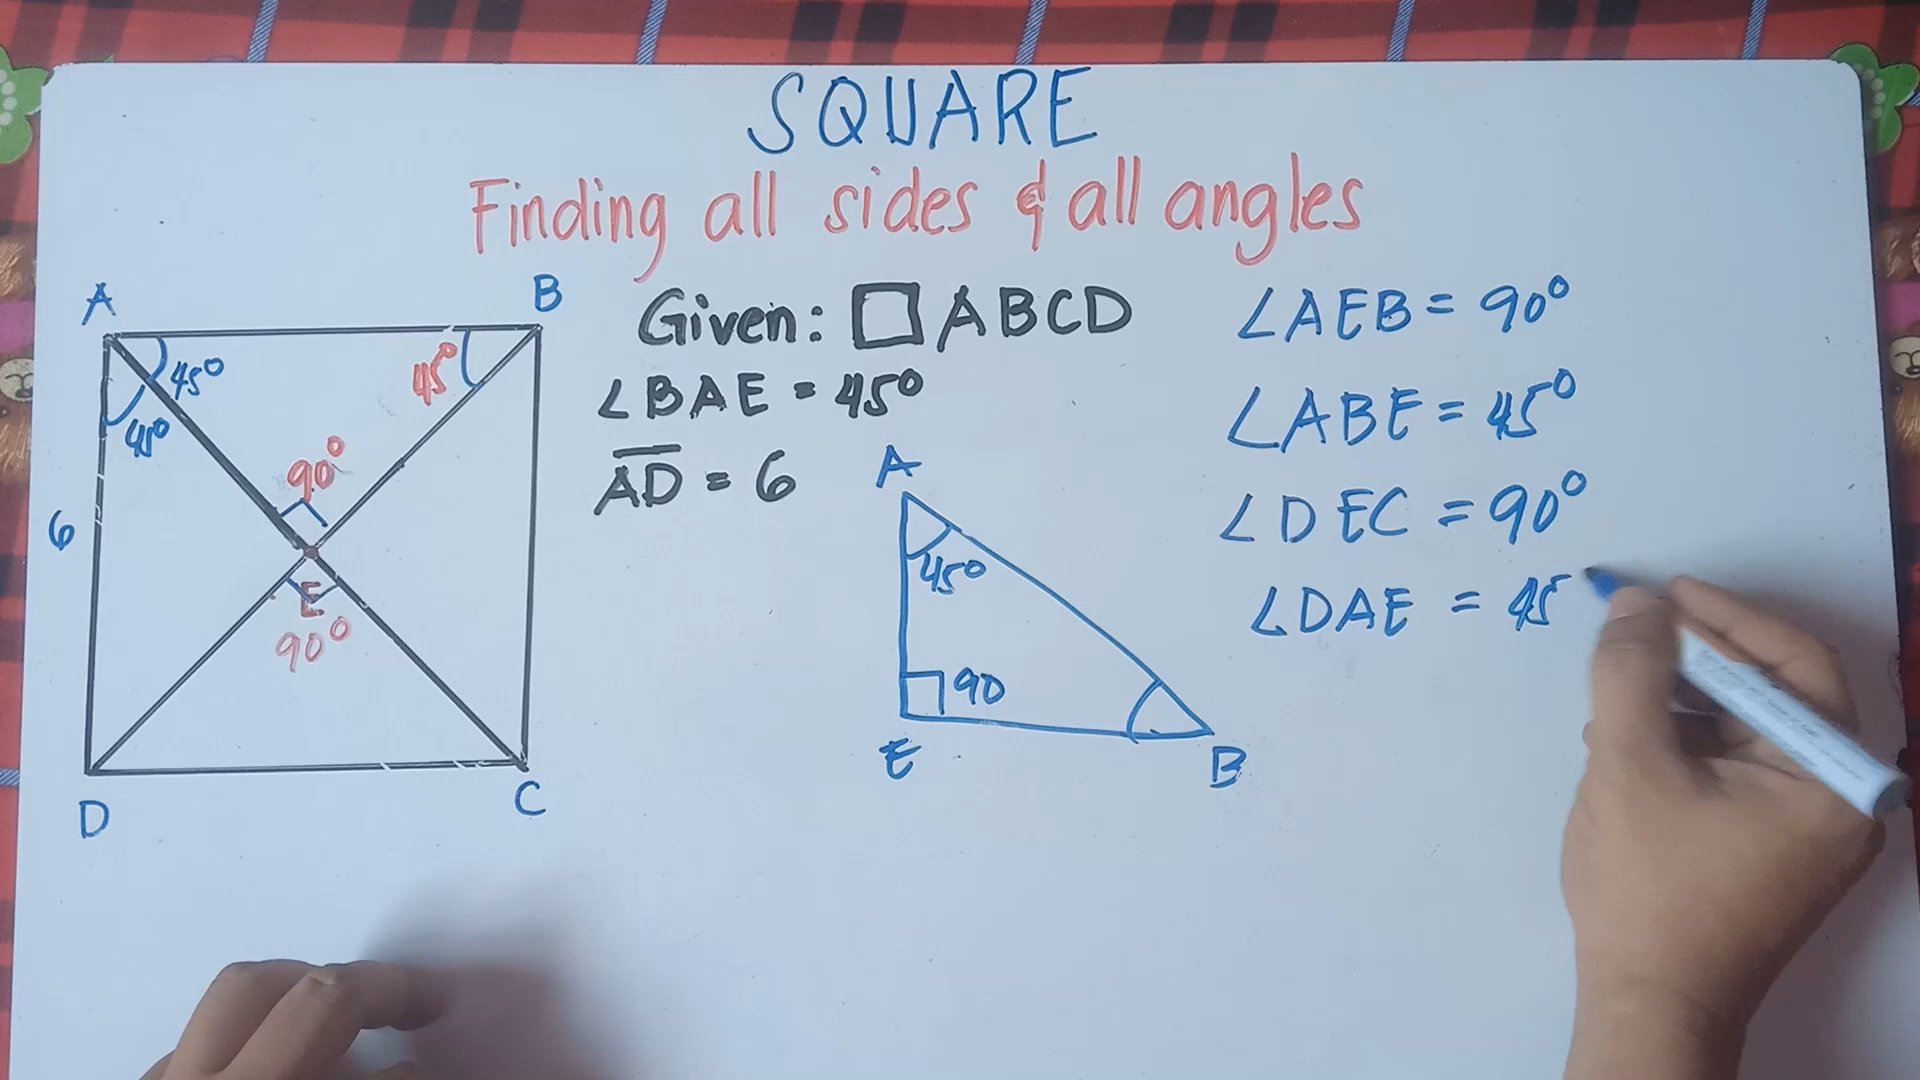 SQUARE
Finding all sides & all angles
A
B
45°
45°
45°
90°
6
E
90°
D
C
Given: □ABCD
∠BAE = 45°
AD = 6
A
45°
90
E
B
∠AEB = 90°
∠ABE = 45°
∠DEC = 90°
∠DAE = 45